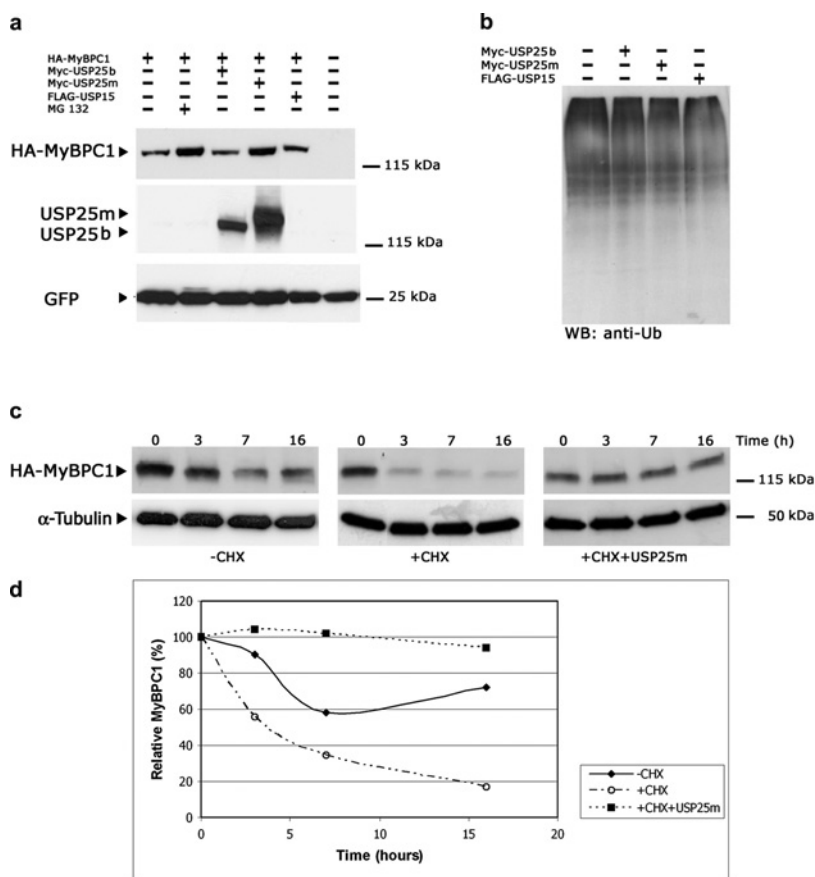 a
HA-MyBPC1 + + + + + −
Myc-USP25b − − + − − −
Myc-USP25m − − − + − −
FLAG-USP15 − − − − + −
MG 132 − + − − − −
HA-MyBPC1
115 kDa
USP25m
USP25b
115 kDa
GFP
25 kDa
b
Myc-USP25b − + − −
Myc-USP25m − − + −
FLAG-USP15 − − − +
WB: anti-Ub
c
0 3 7 16 0 3 7 16 0 3 7 16 Time (h)
HA-MyBPC1
115 kDa
α-Tubulin
50 kDa
-CHX +CHX +CHX+USP25m
d
120
100
80
60
40
20
0
Relative MyBPC1 (%)
0 5 10 15 20
Time (hours)
-CHX
+CHX
+CHX+USP25m